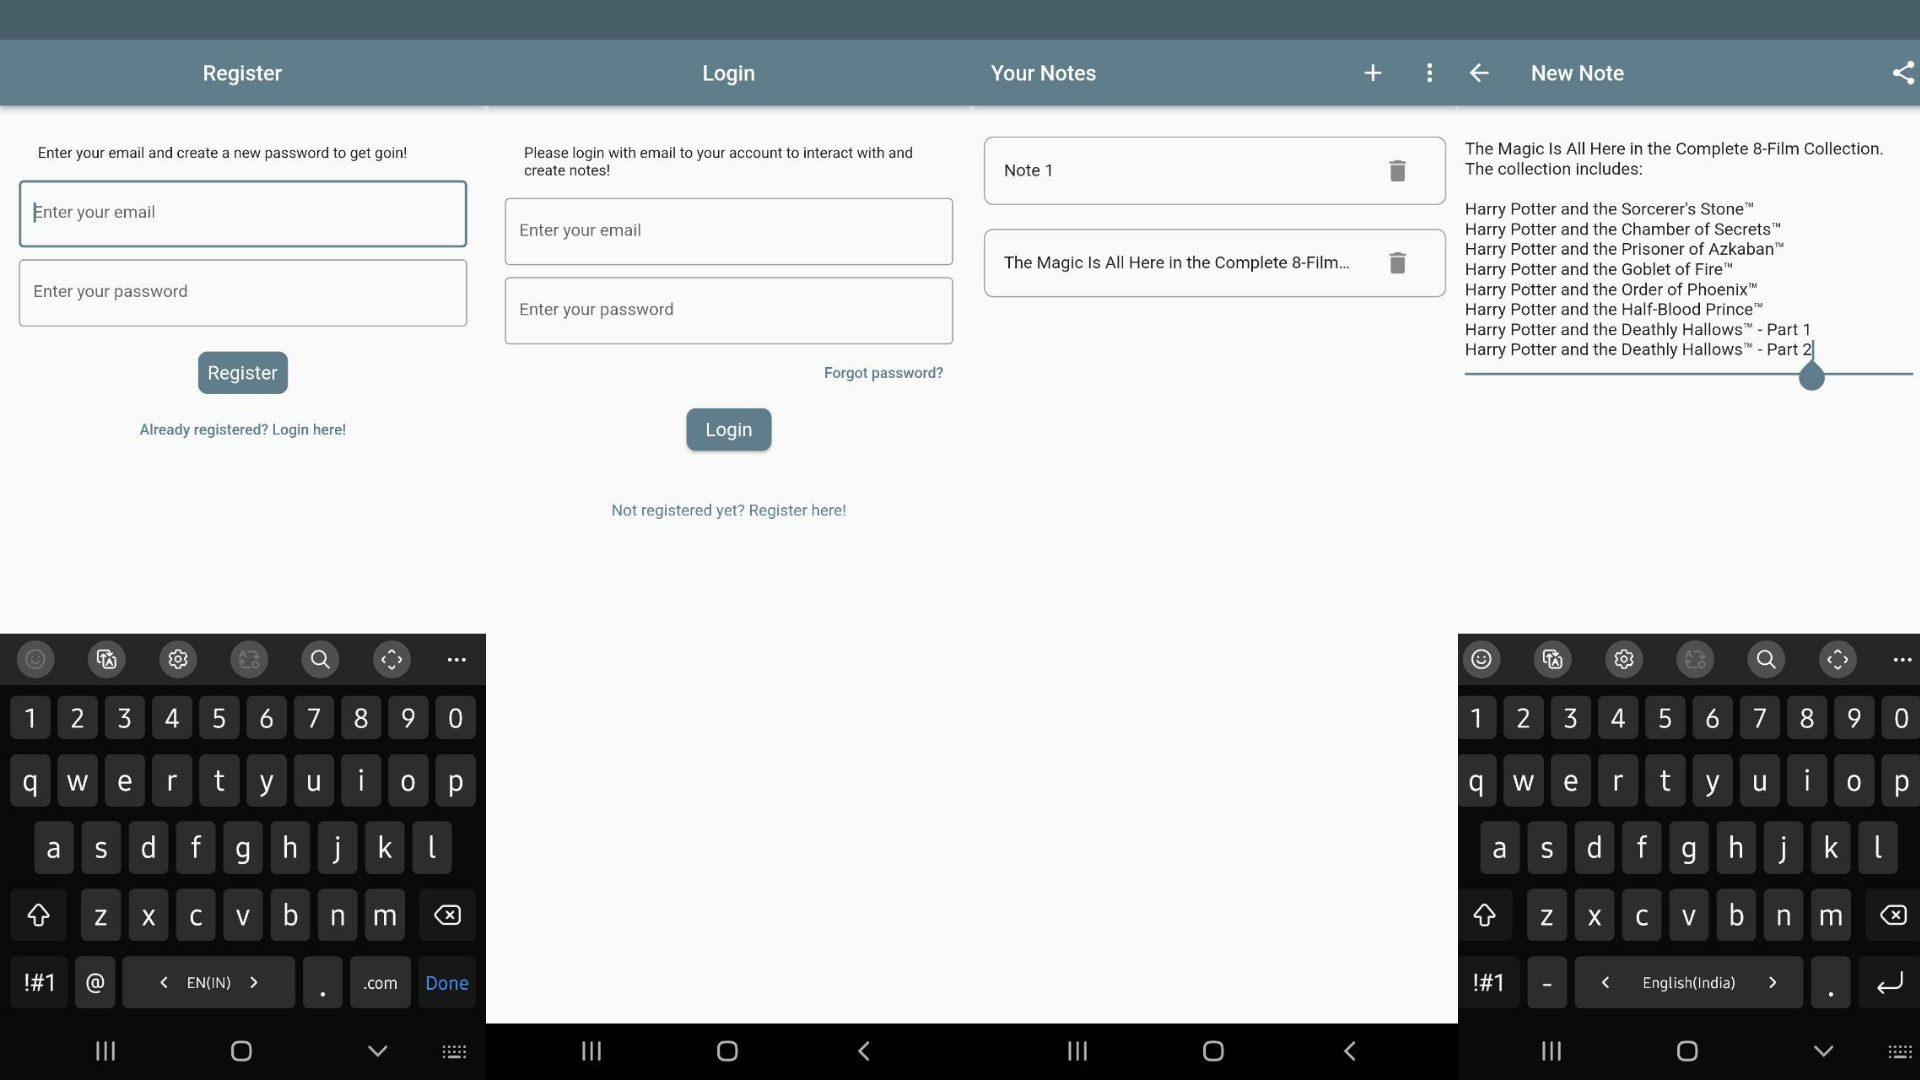 Register
Enter your email and create a new password to get goin!
Enter your email
Enter your password
Register
Already registered? Login here!
1 2 3 4 5 6 7 8 9 0
q w e r t y u i o p
a s d f g h j k l
z x c v b n m
!#1 @ EN(IN) . .com Done
Login
Please login with email to your account to interact with and
create notes!
Enter your email
Enter your password
Forgot password?
Login
Not registered yet? Register here!
Your Notes
Note 1
The Magic Is All Here in the Complete 8-Film...
New Note
The Magic Is All Here in the Complete 8-Film Collection.
The collection includes:
Harry Potter and the Sorcerer's Stone™
Harry Potter and the Chamber of Secrets™
Harry Potter and the Prisoner of Azkaban™
Harry Potter and the Goblet of Fire™
Harry Potter and the Order of Phoenix™
Harry Potter and the Half-Blood Prince™
Harry Potter and the Deathly Hallows™ - Part 1
Harry Potter and the Deathly Hallows™ - Part 2
1 2 3 4 5 6 7 8 9 0
q w e r t y u i o p
a s d f g h j k l
z x c v b n m
!#1 - English(India) .